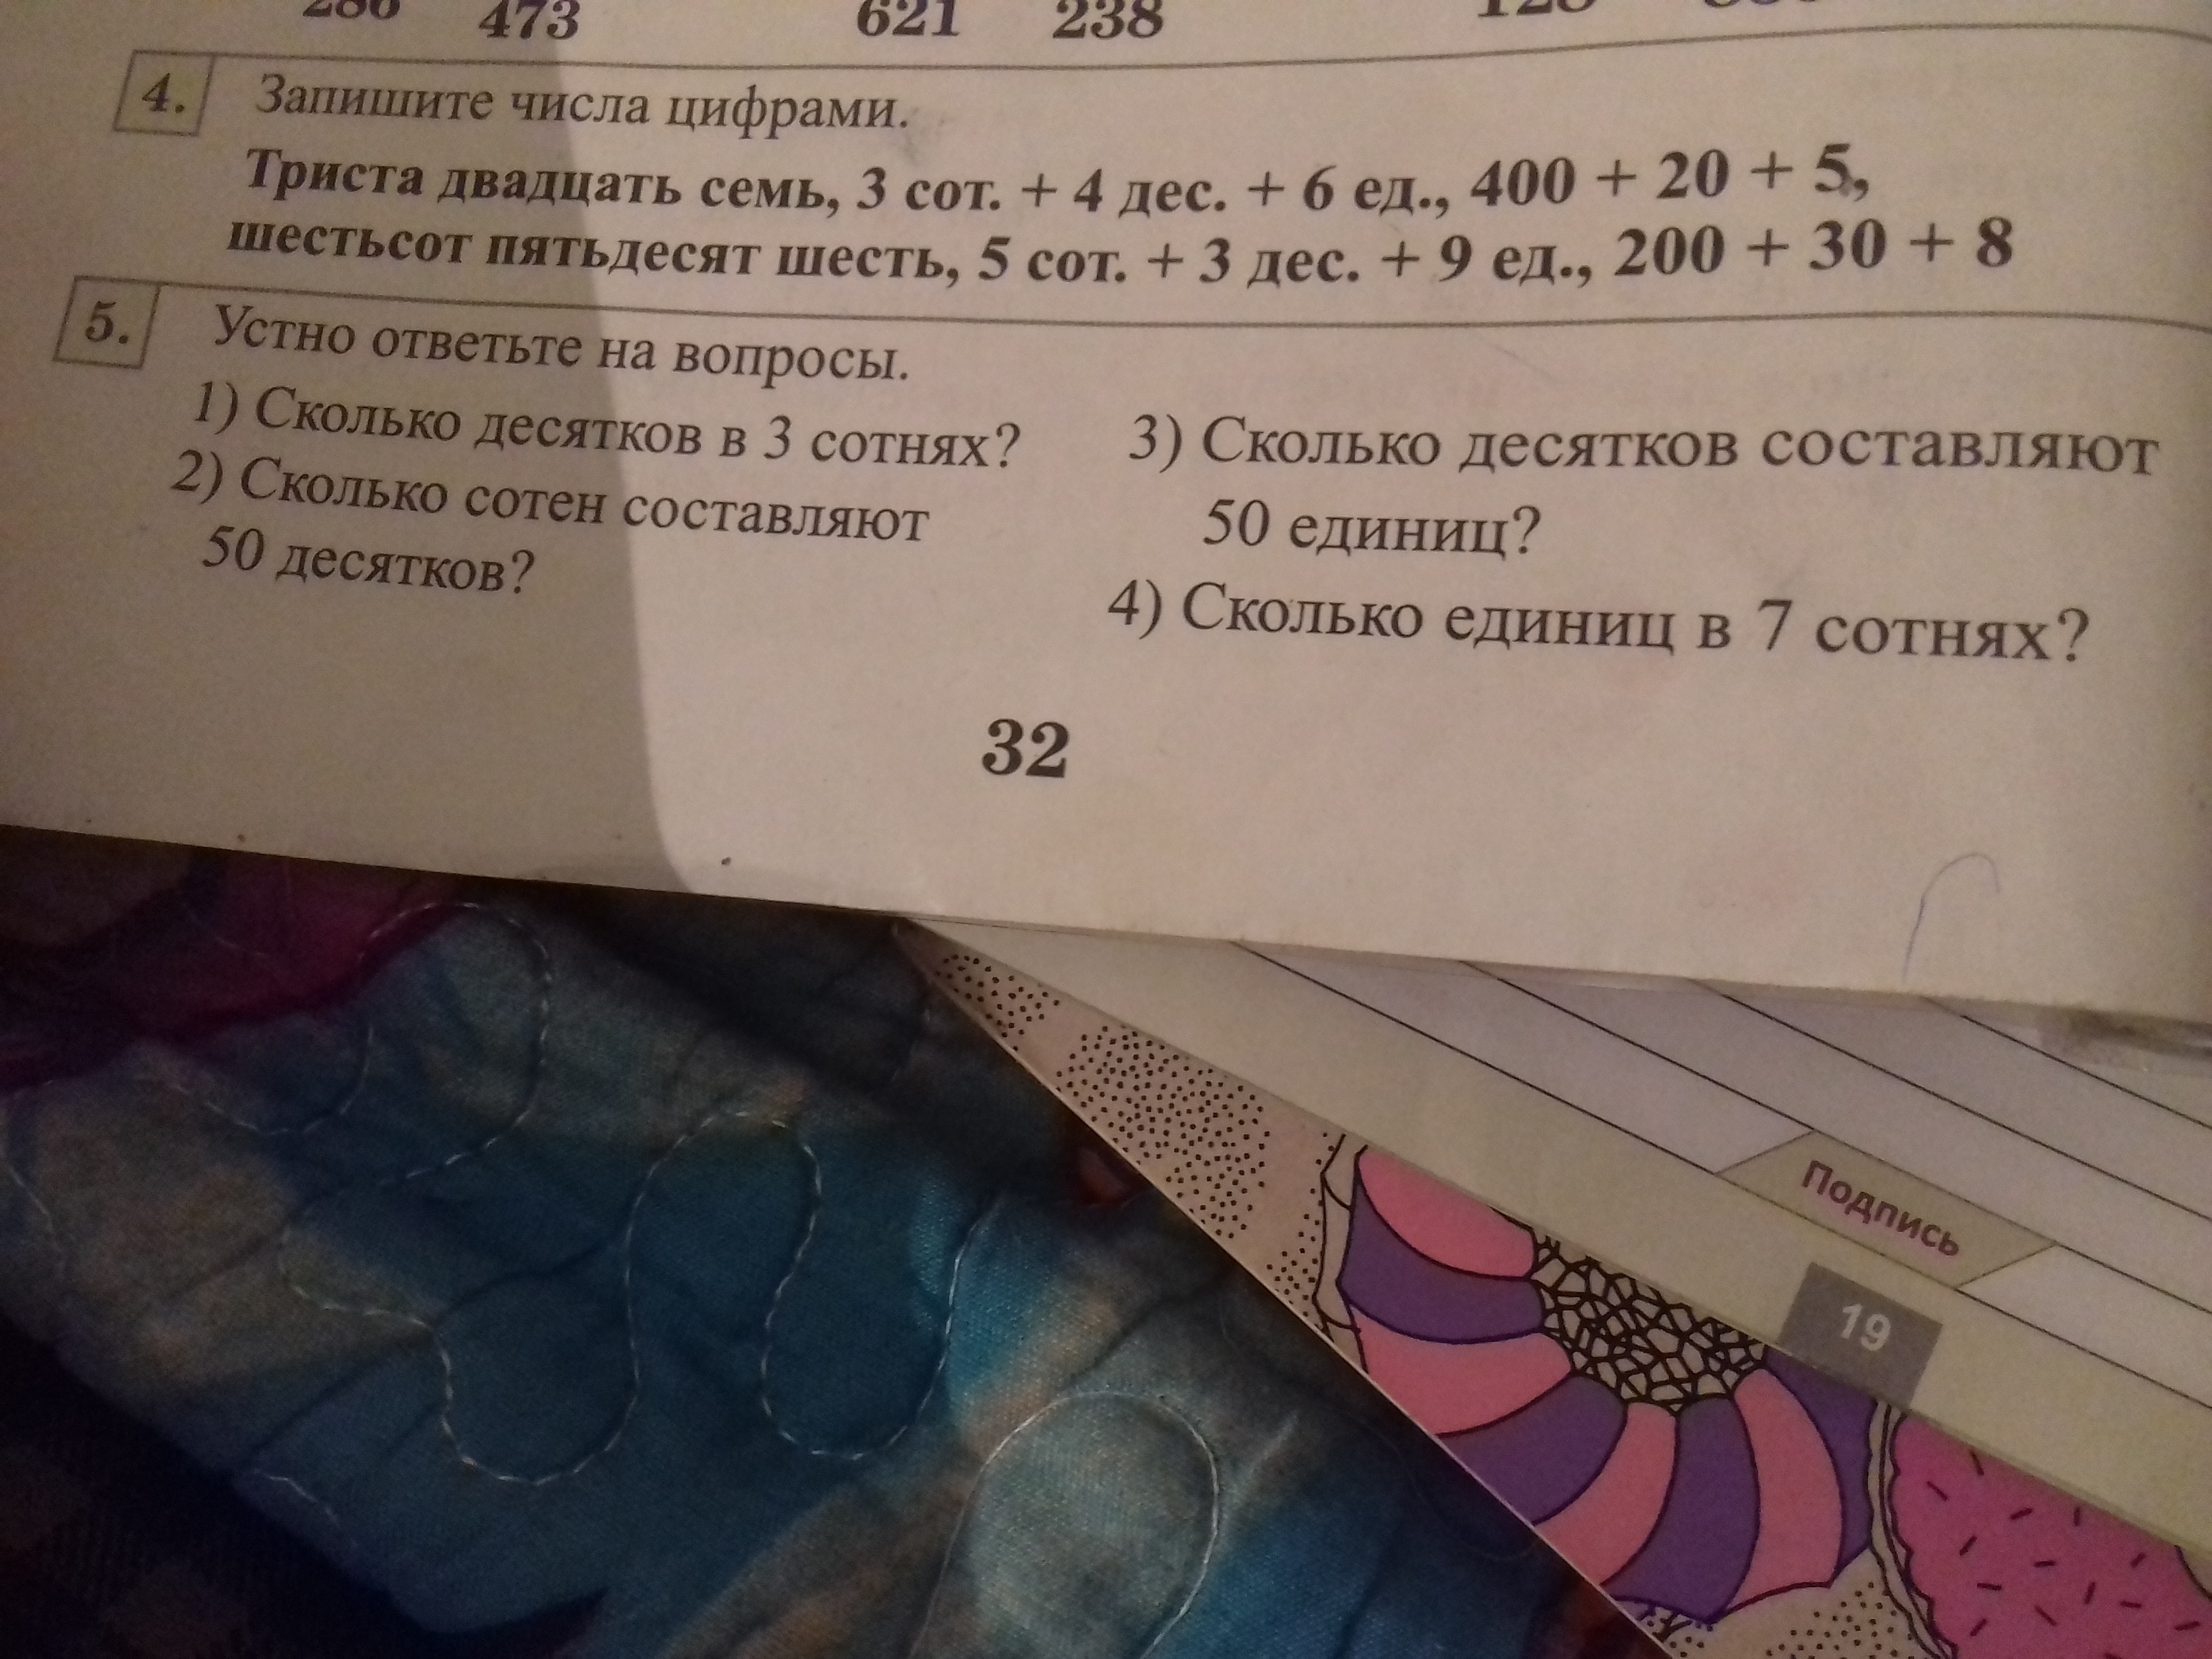 473 621 238
4. Запишите числа цифрами.
Триста двадцать семь, 3 сот. + 4 дес. + 6 ед., 400 + 20 + 5,
шестьсот пятьдесят шесть, 5 сот. + 3 дес. + 9 ед., 200 + 30 + 8
5. Устно ответьте на вопросы.
1) Сколько десятков в 3 сотнях?
2) Сколько сотен составляют
50 десятков?
3) Сколько десятков составляют
50 единиц?
4) Сколько единиц в 7 сотнях?
32
Подпись
19